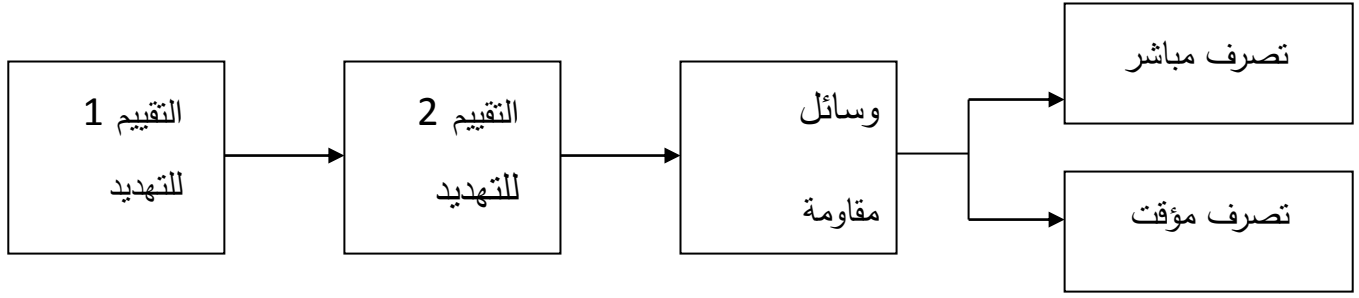 التقييم 1
للتهديد
التقييم 2
للتهديد
وسائل
مقاومة
تصرف مباشر
تصرف مؤقت